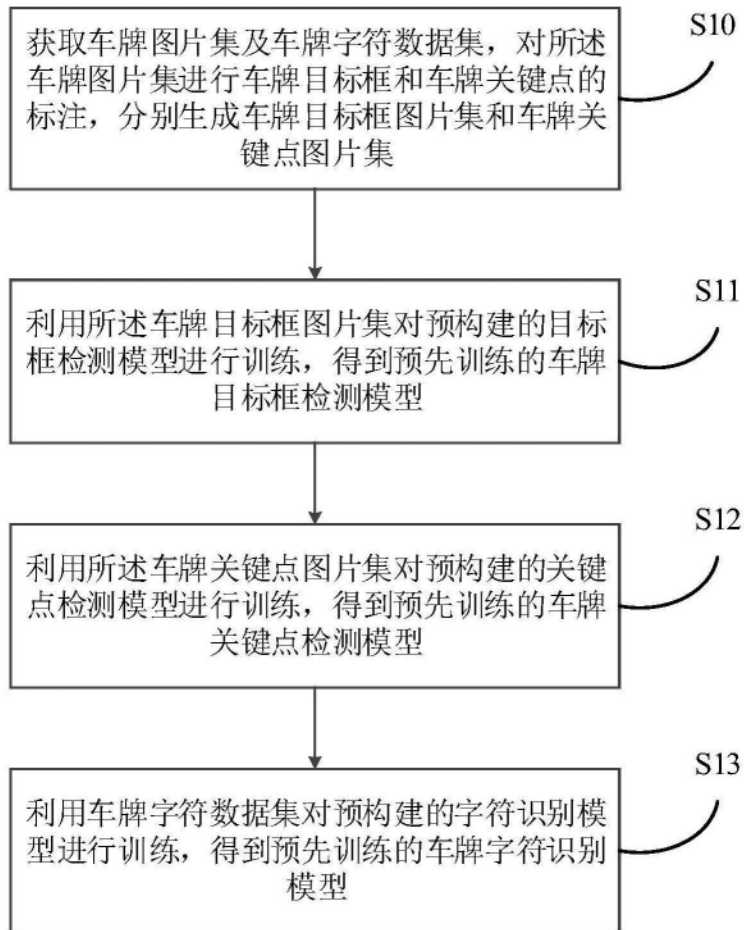 获取车牌图片集及车牌字符数据集，对所述
车牌图片集进行车牌目标框和车牌关键点的
标注，分别生成车牌目标框图片集和车牌关
键点图片集
S10
利用所述车牌目标框图片集对预构建的目标
框检测模型进行训练，得到预先训练的车牌
目标框检测模型
S11
利用所述车牌关键点图片集对预构建的关键
点检测模型进行训练，得到预先训练的车牌
关键点检测模型
S12
利用车牌字符数据集对预构建的字符识别模
型进行训练，得到预先训练的车牌字符识别
模型
S13